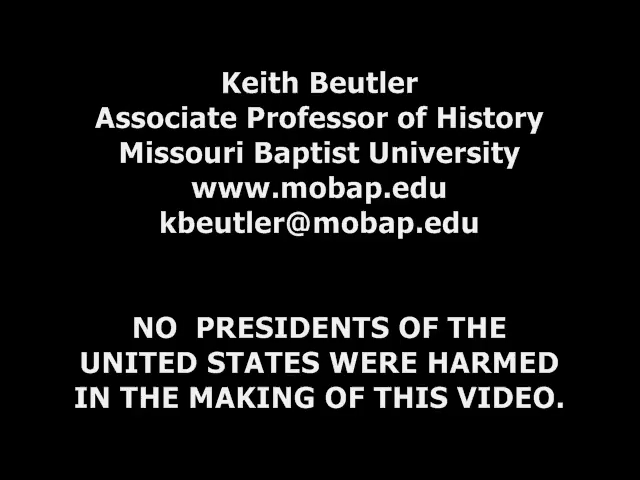 Keith Beutler
Associate Professor of History
Missouri Baptist University
www.mobap.edu
kbeutler@mobap.edu
NO  PRESIDENTS OF THE
UNITED STATES WERE HARMED
IN THE MAKING OF THIS VIDEO.